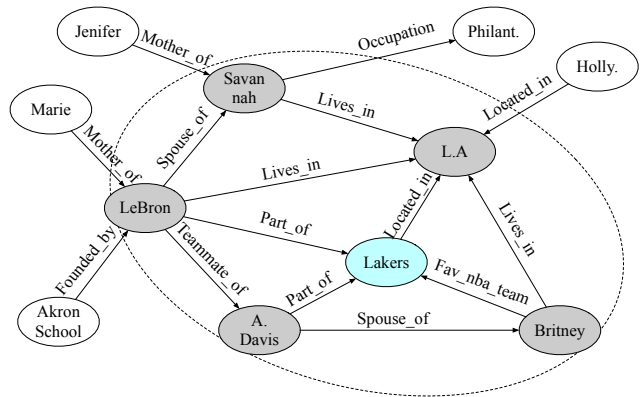 Jenifer
Mother_of
Occupation
Philant.
Savan
nah
Holly.
Located_in
Marie
Mother_of
Spouse_of
Lives_in
L.A
Lives_in
LeBron
Located_in
Lives_in
Part_of
Founded_by
Teammate_of
Lakers
Fav_nba_team
Part_of
Akron
School
A.
Davis
Spouse_of
Britney